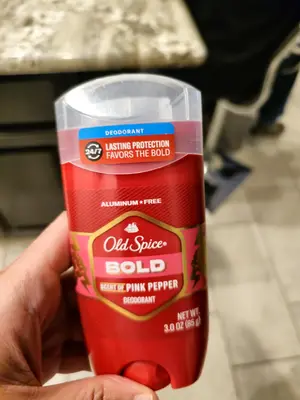 DEODORANT
24/7
LASTING PROTECTION
FAVORS THE BOLD
ALUMINUM-FREE
Old Spice
BOLD
SCENT OF PINK PEPPER
DEODORANT
NET WT.
3.0 OZ (85 g)